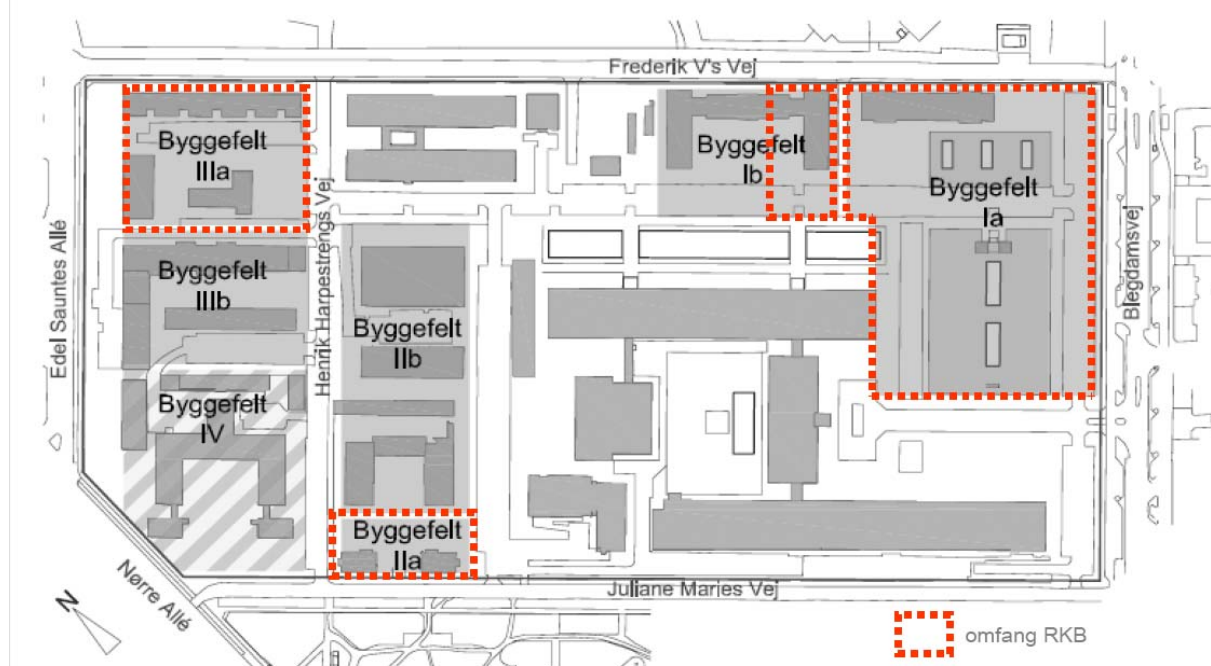 Frederik V's Vej
Byggefelt
IIIa
Byggefelt
Ib
Byggefelt
Ia
Henrik Harpestrengs Vej
Edel Sauntes Allé
Blegdamsvej
Byggefelt
IIIb
Byggefelt
IIb
Byggefelt
IV
Byggefelt
IIa
Nørre Allé
N
Juliane Maries Vej
omfang RKB